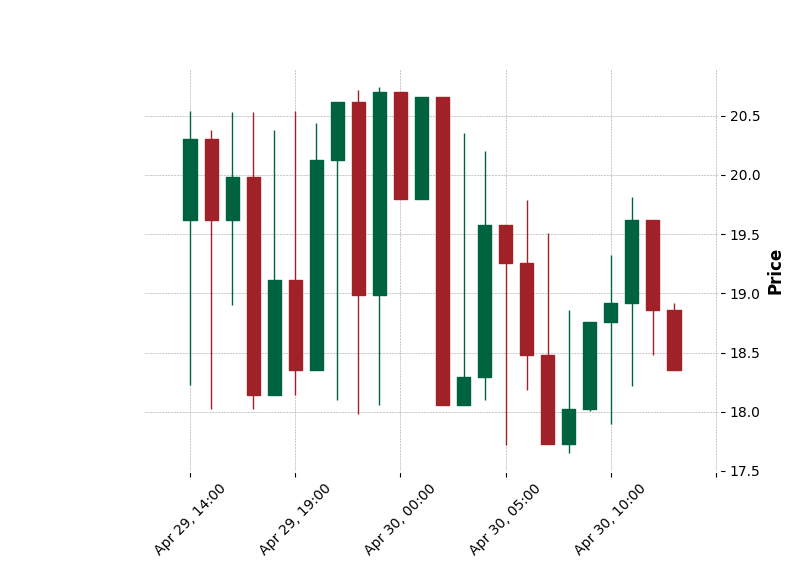 20.5
20.0
19.5
19.0
18.5
18.0
17.5
Price
Apr 29, 14:00
Apr 29, 19:00
Apr 30, 00:00
Apr 30, 05:00
Apr 30, 10:00